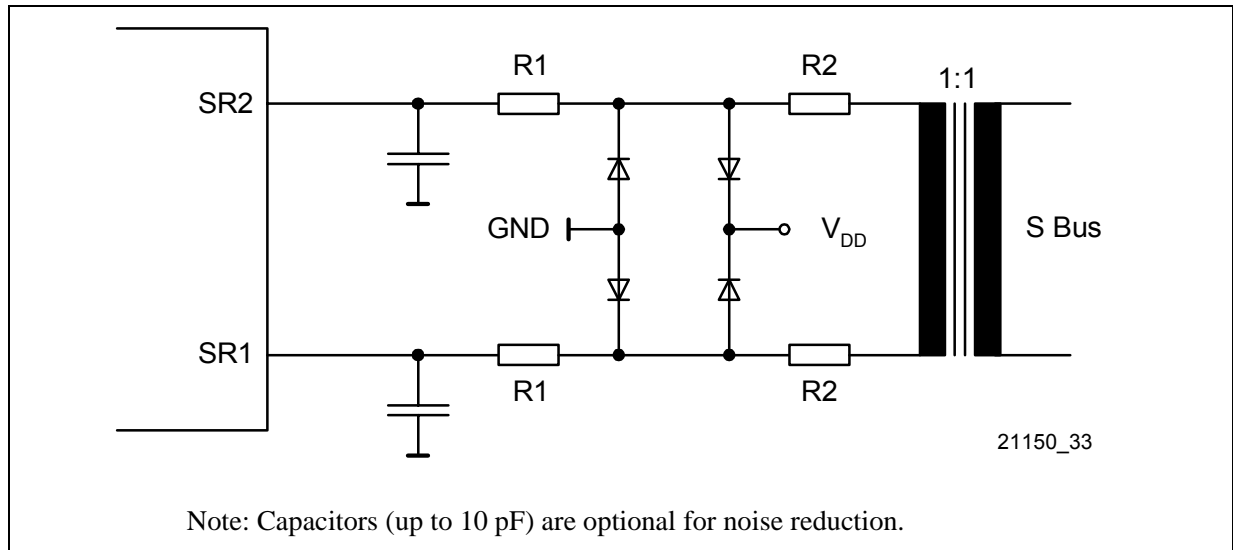 R1
R2
1:1
SR2
GND
V_DD
S Bus
SR1
R1
R2
21150_33
Note: Capacitors (up to 10 pF) are optional for noise reduction.